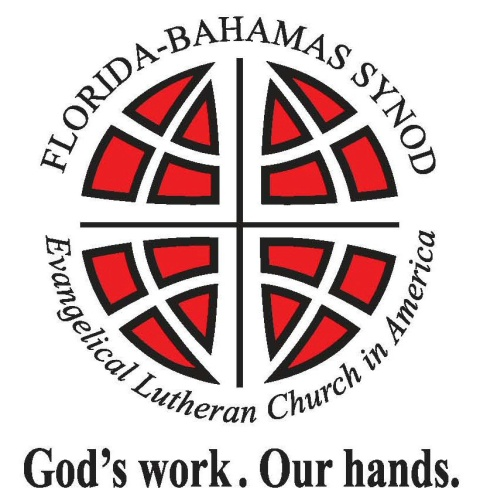 FLORIDA-BAHAMAS SYNOD
Evangelical Lutheran Church in America
God's work. Our hands.